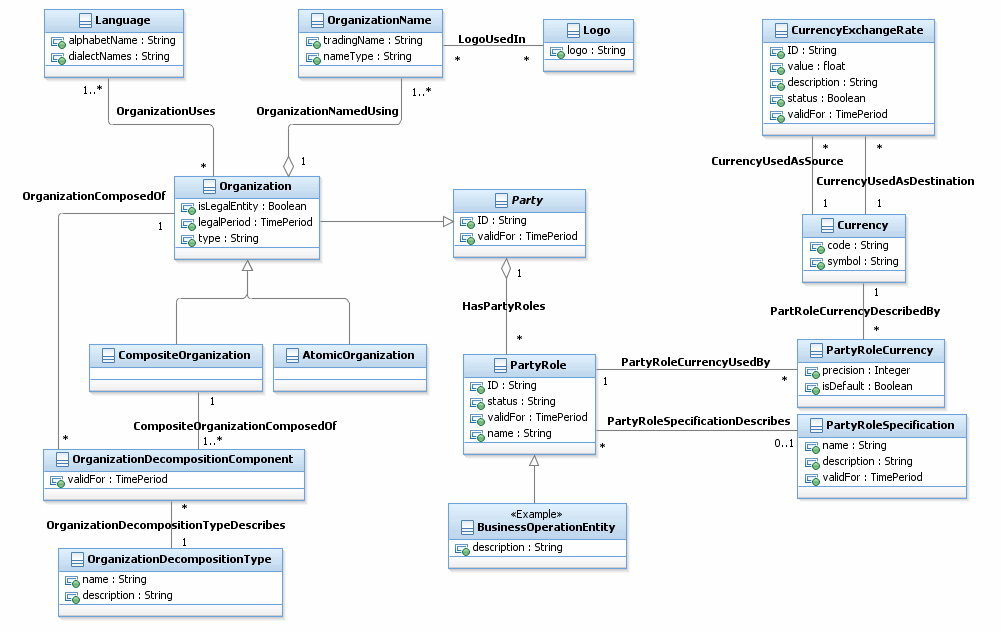 Language
alphabetName : String
dialectNames : String
OrganizationName
tradingName : String
nameType : String
LogoUsedIn
*
*
Logo
logo : String
CurrencyExchangeRate
ID : String
value : float
description : String
status : Boolean
validFor : TimePeriod
1..*
OrganizationUses
*
1..*
OrganizationNamedUsing
1
*
*
CurrencyUsedAsSource
CurrencyUsedAsDestination
1
1
OrganizationComposedOf
1
Organization
isLegalEntity : Boolean
legalPeriod : TimePeriod
type : String
Party
ID : String
validFor : TimePeriod
Currency
code : String
symbol : String
1
HasPartyRoles
*
1
PartRoleCurrencyDescribedBy
*
CompositeOrganization
AtomicOrganization
PartyRole
ID : String
status : String
validFor : TimePeriod
name : String
PartyRoleCurrencyUsedBy
1
*
PartyRoleCurrency
precision : Integer
isDefault : Boolean
PartyRoleSpecificationDescribes
*
0..1
PartyRoleSpecification
name : String
description : String
validFor : TimePeriod
1
CompositeOrganizationComposedOf
1..*
*
OrganizationDecompositionComponent
validFor : TimePeriod
*
OrganizationDecompositionTypeDescribes
1
OrganizationDecompositionType
name : String
description : String
«Example»
BusinessOperationEntity
description : String